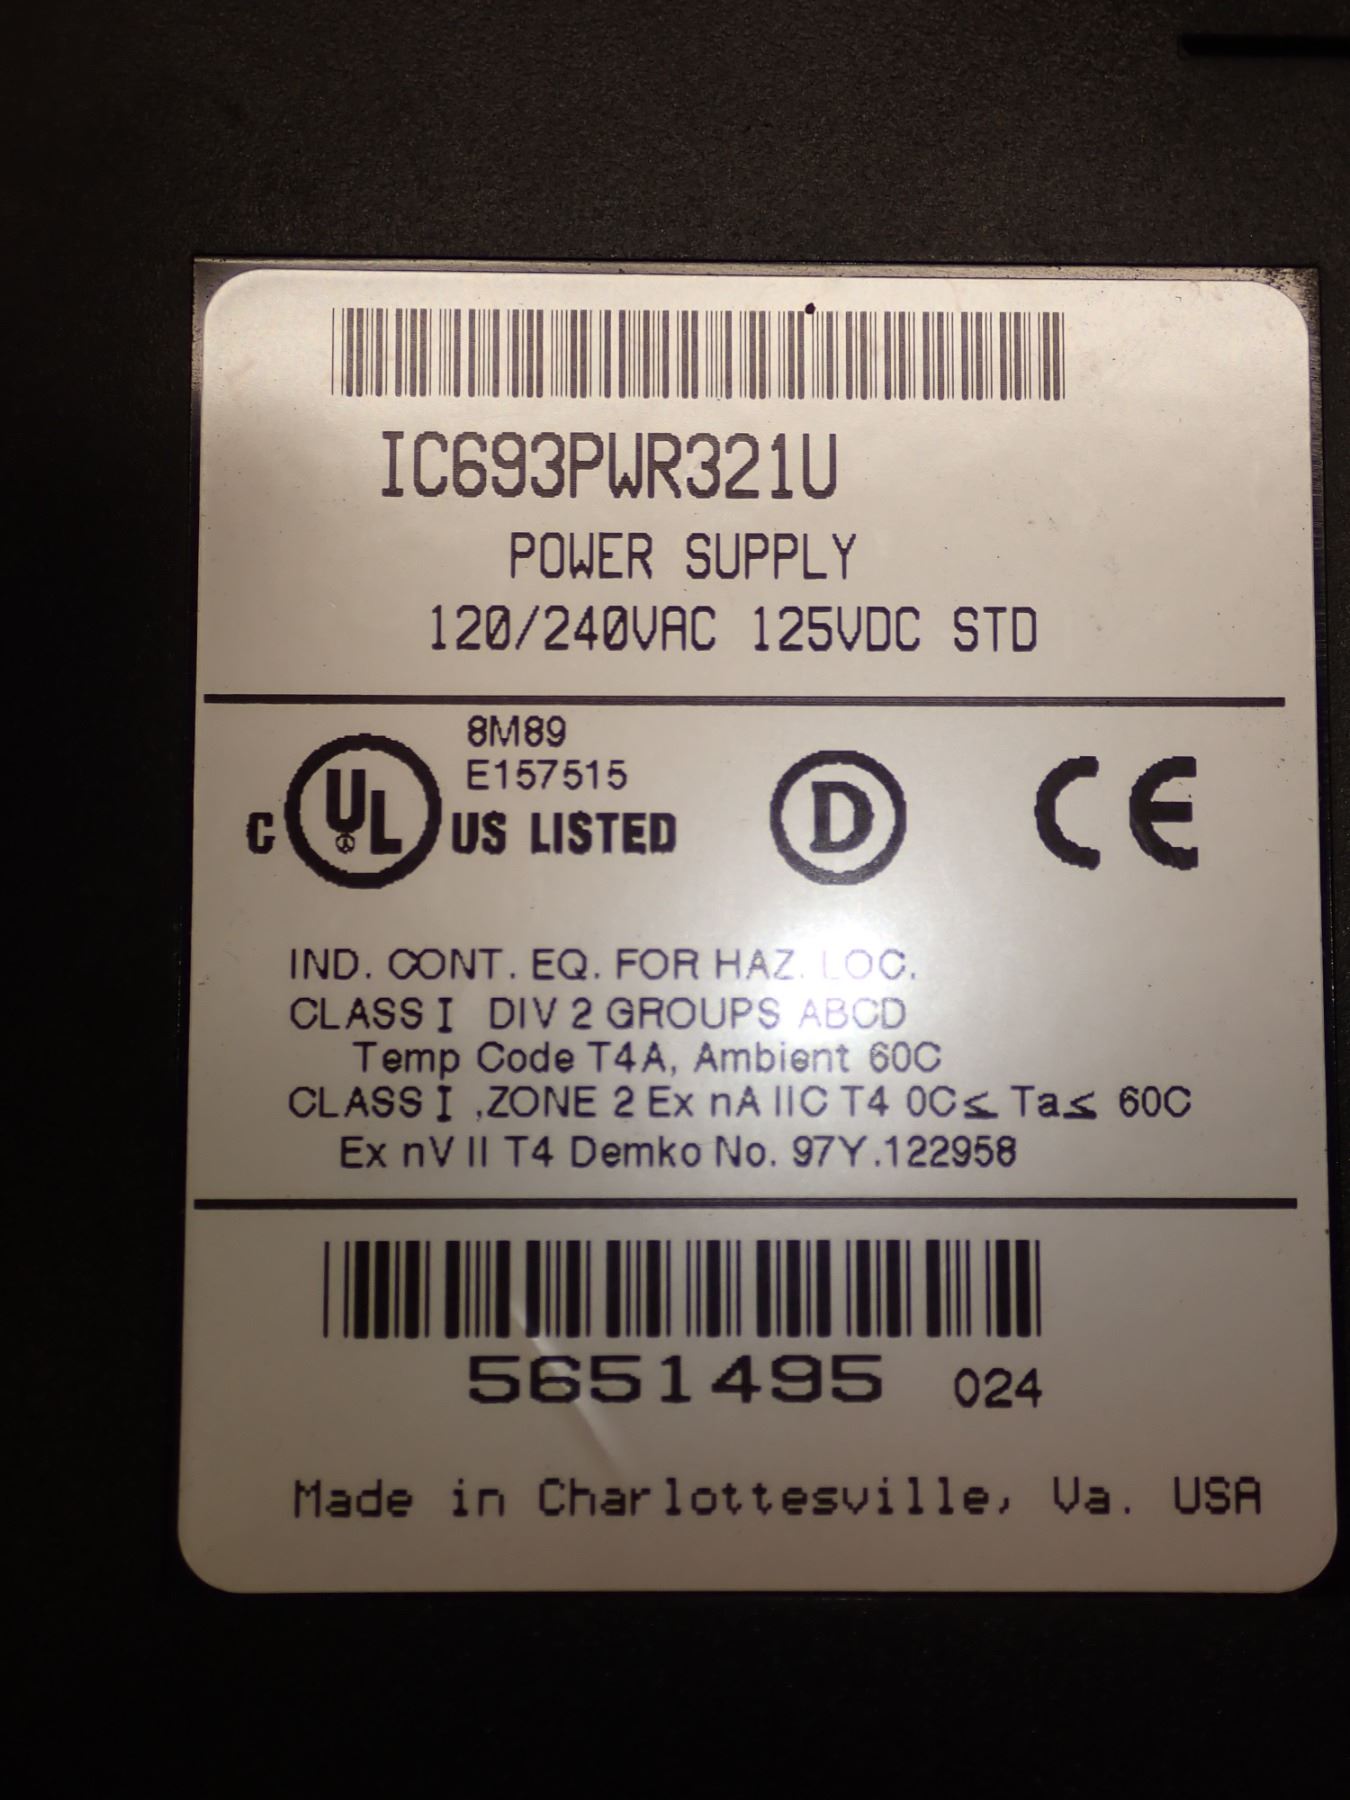 IC693PWR321U
POWER SUPPLY
120/240VAC 125VDC STD
8M89
E157515
C UL US LISTED
D
CE
IND. CONT. EQ. FOR HAZ. LOC.
CLASS I DIV 2 GROUPS ABCD
Temp Code T4A, Ambient 60C
CLASS I ,ZONE 2 Ex nA IIC T4 0C≤ Ta≤ 60C
Ex nV II T4 Demko No. 97Y.122958
5651495 024
Made in Charlottesville, Va. USA